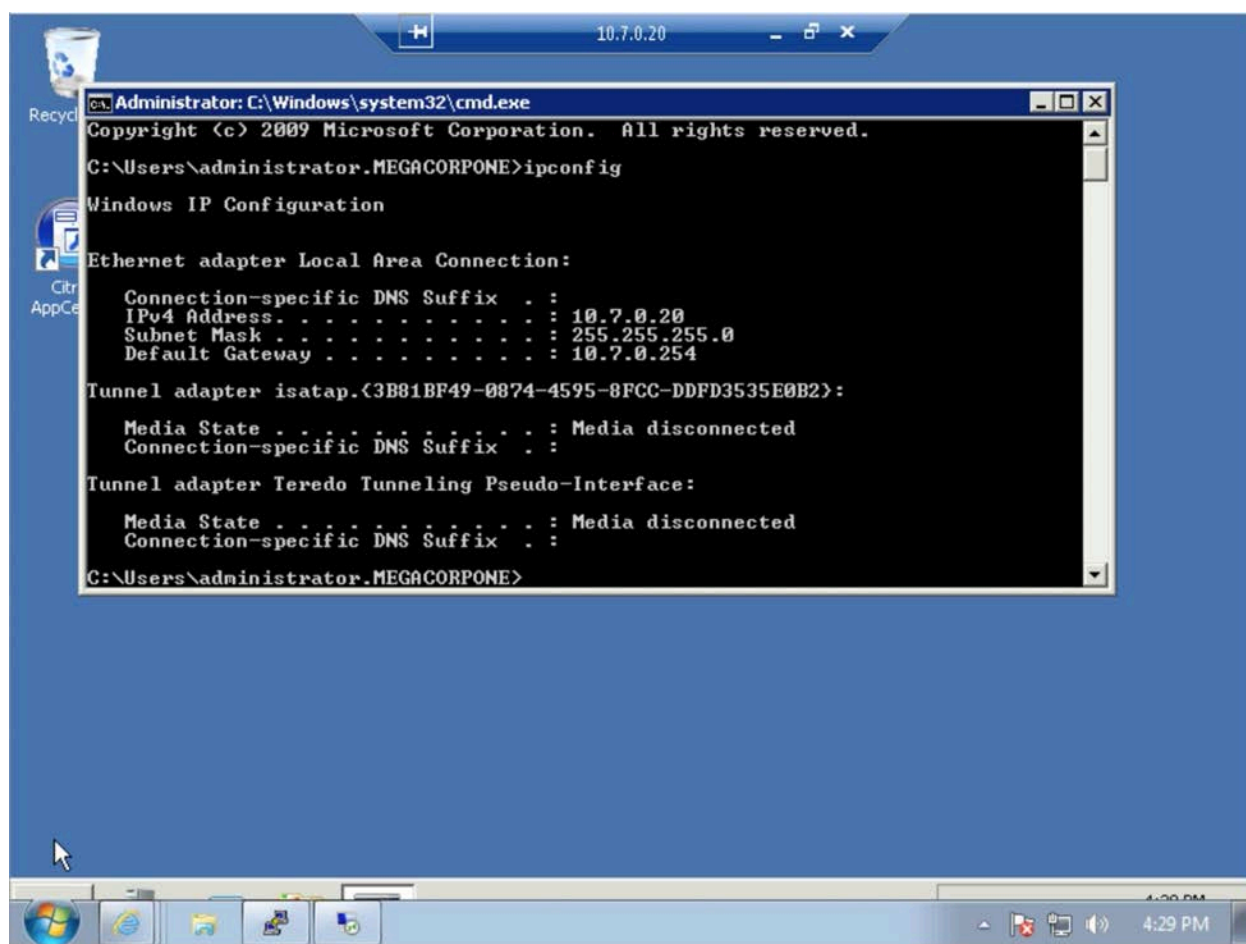 10.7.0.20
Recycl
Administrator: C:\Windows\system32\cmd.exe
Copyright (c) 2009 Microsoft Corporation.  All rights reserved.
C:\Users\administrator.MEGACORPONE>ipconfig
Windows IP Configuration
Ethernet adapter Local Area Connection:
Connection-specific DNS Suffix  . :
IPv4 Address. . . . . . . . . . . : 10.7.0.20
Subnet Mask . . . . . . . . . . . : 255.255.255.0
Default Gateway . . . . . . . . . : 10.7.0.254
Tunnel adapter isatap.{3B81BF49-0874-4595-8FCC-DDFD3535E0B2}:
Media State . . . . . . . . . . . : Media disconnected
Connection-specific DNS Suffix  . :
Tunnel adapter Teredo Tunneling Pseudo-Interface:
Media State . . . . . . . . . . . : Media disconnected
Connection-specific DNS Suffix  . :
C:\Users\administrator.MEGACORPONE>
Citr
AppCe
4:29 PM
4:29 PM